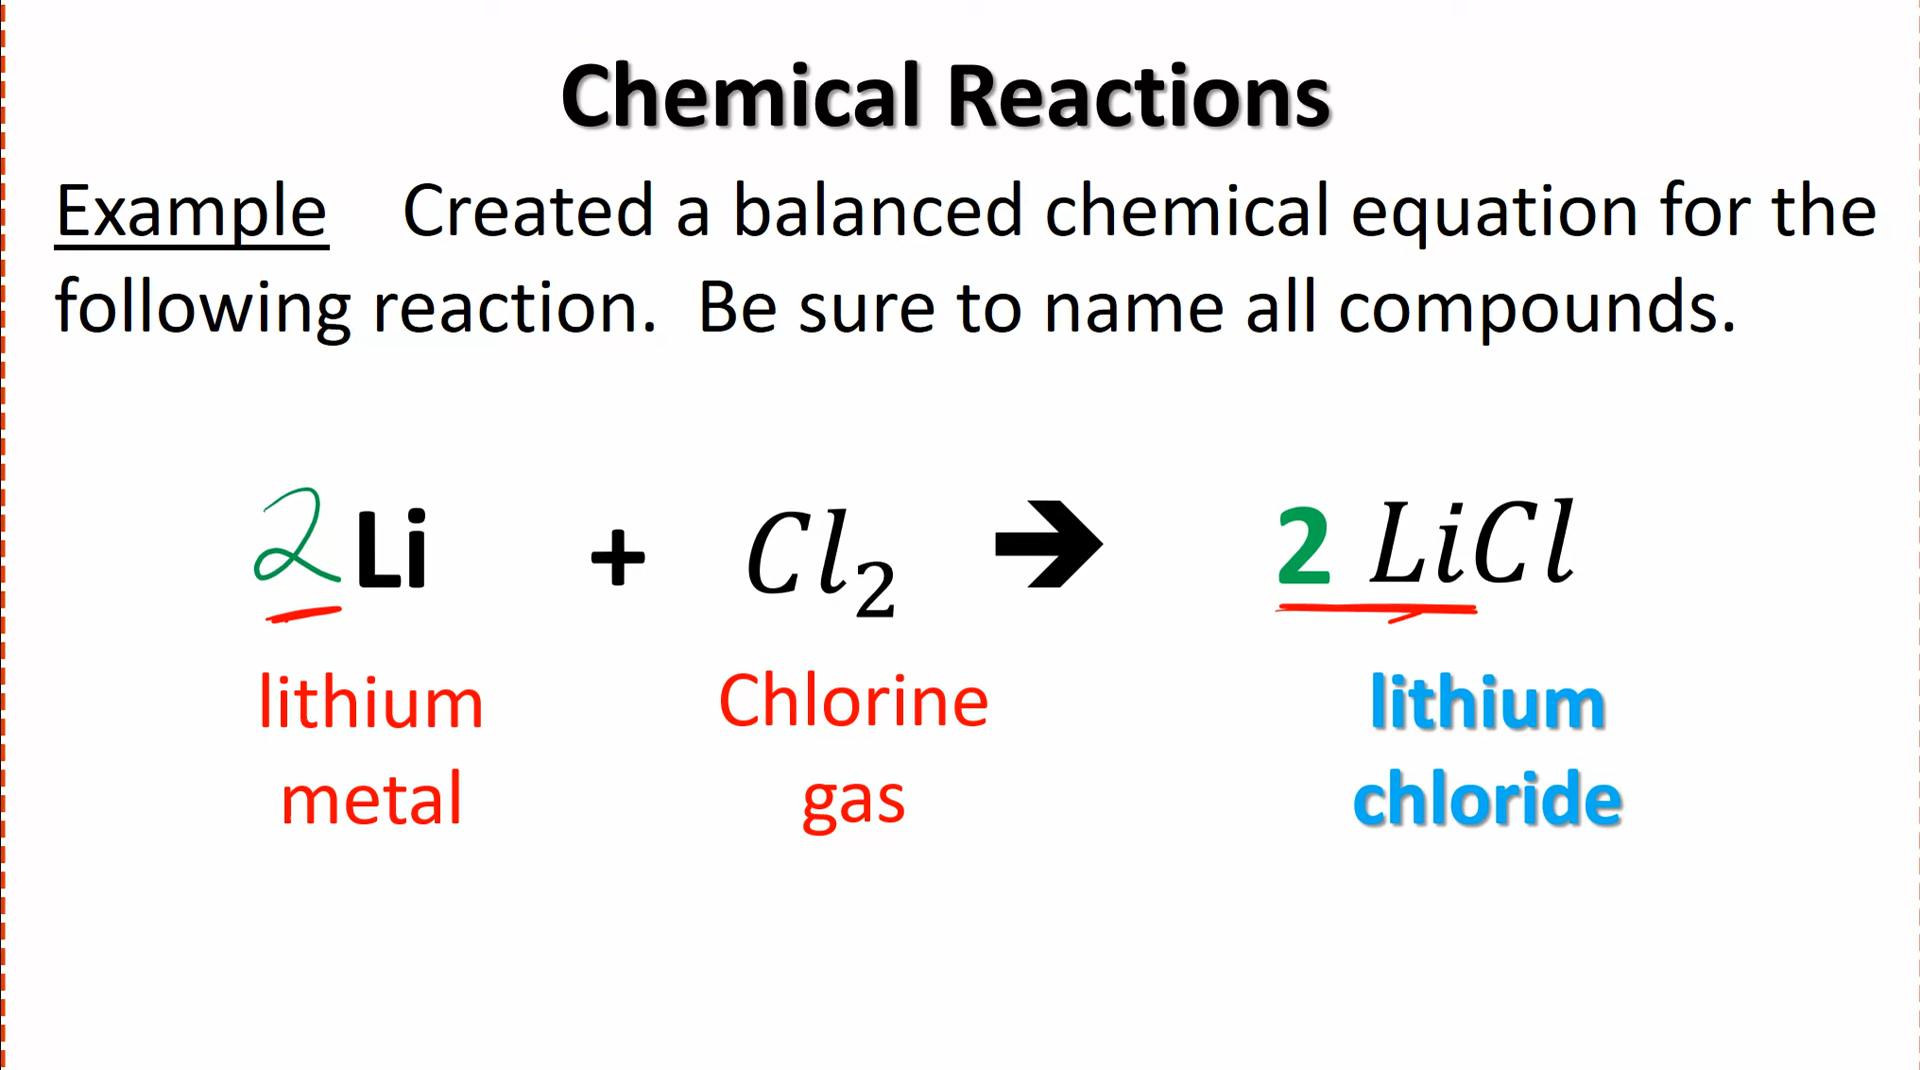 Chemical Reactions
Example Created a balanced chemical equation for the
following reaction. Be sure to name all compounds.
2 Li + Cl₂ → 2 LiCl
lithium Chlorine lithium
metal gas chloride